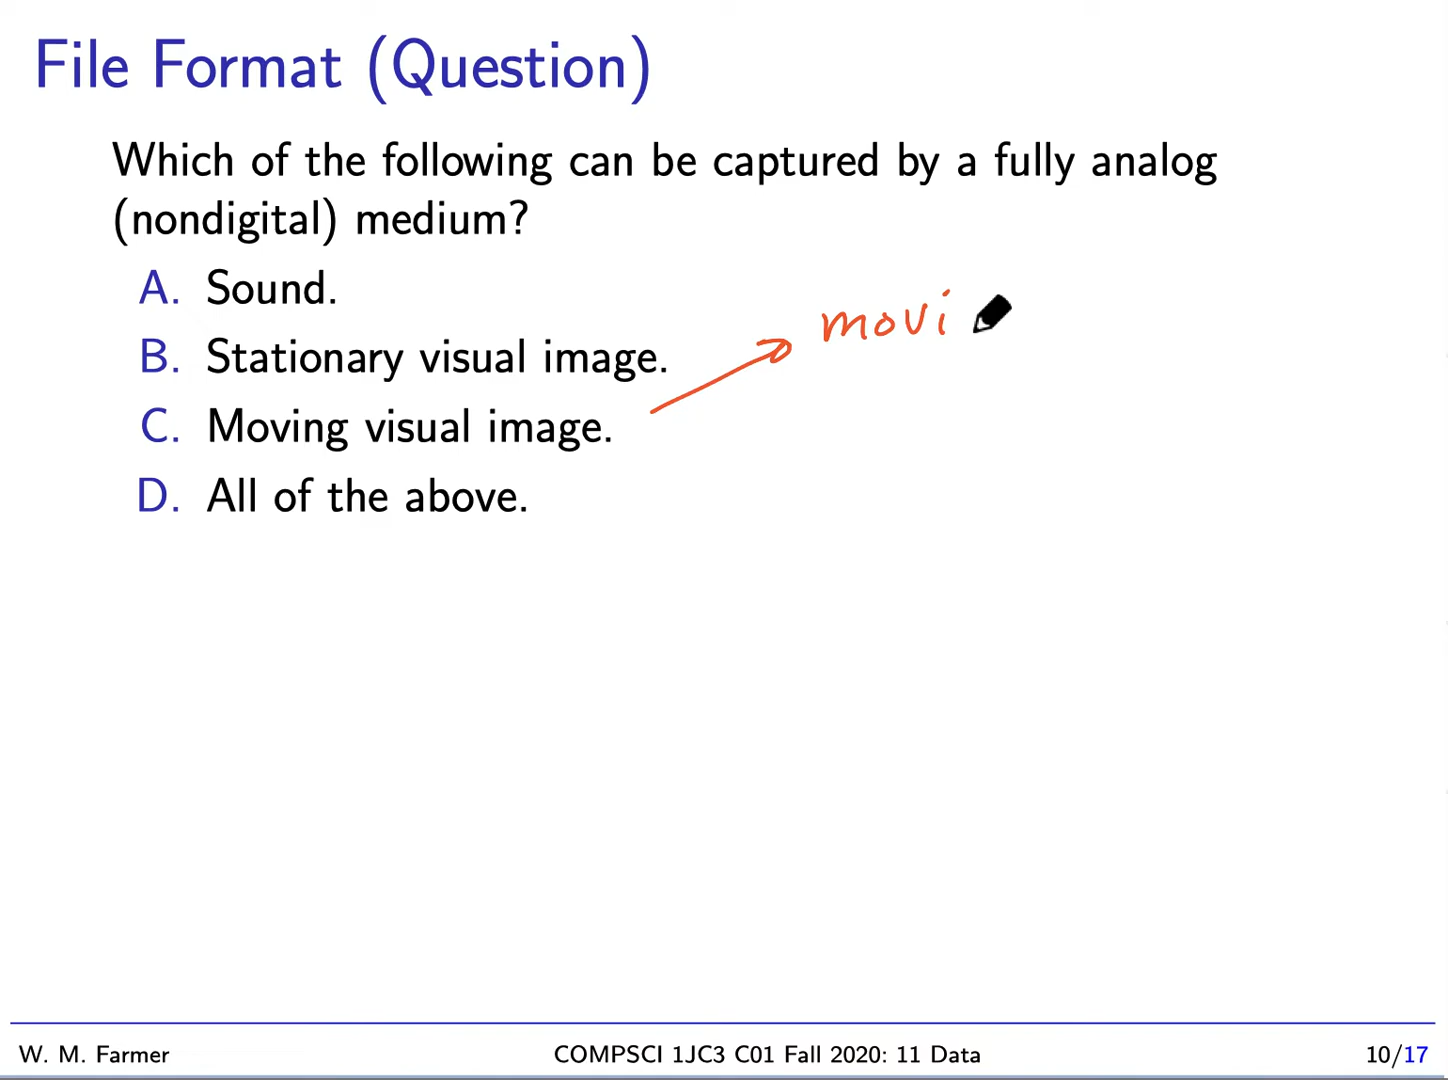 File Format (Question)
Which of the following can be captured by a fully analog
(nondigital) medium?
A. Sound.
movi
B. Stationary visual image.
C. Moving visual image.
D. All of the above.
W. M. Farmer COMPSCI 1JC3 C01 Fall 2020: 11 Data 10/17